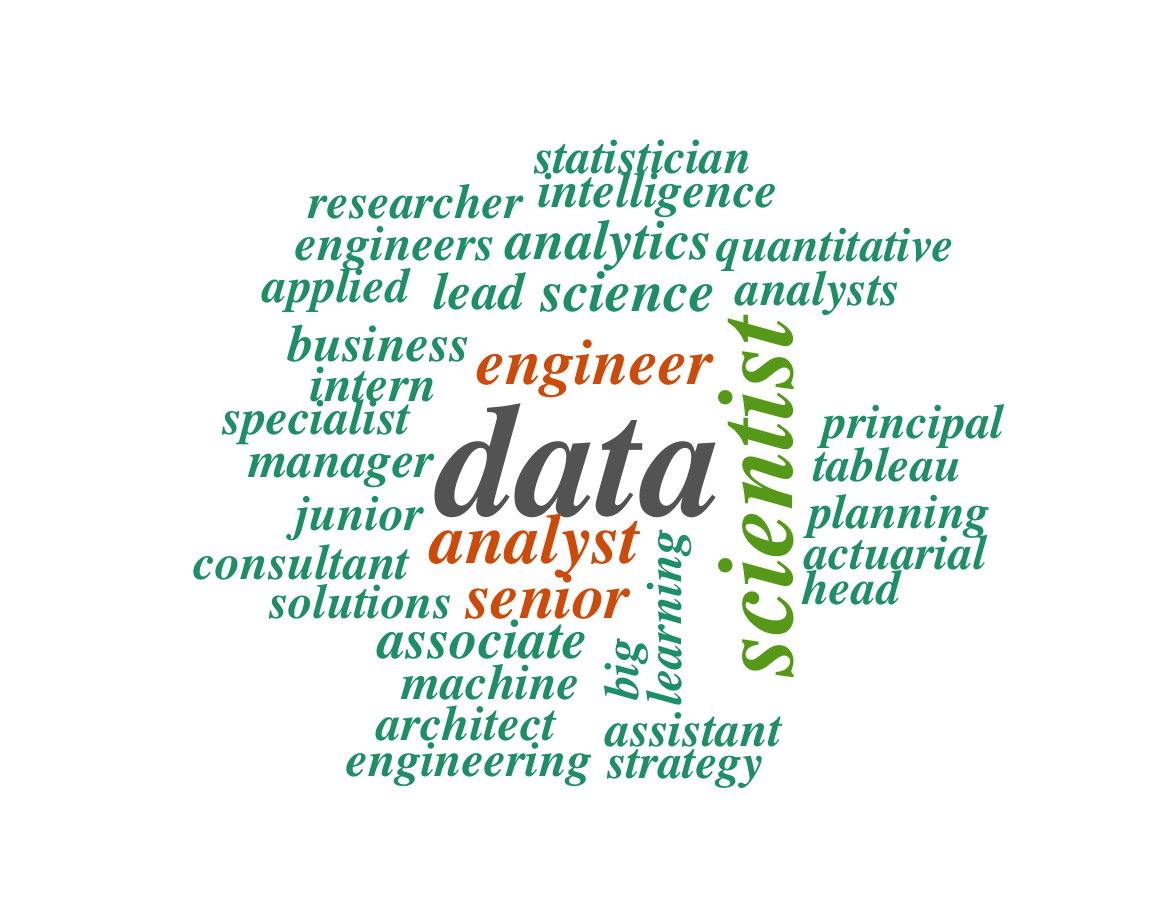 statistician
intelligence
researcher
engineers
analytics
quantitative
applied
lead
science
analysts
business
engineer
intern
specialist
data
scientist
principal
manager
tableau
junior
planning
analyst
actuarial
consultant
head
solutions
senior
learning
associate
big
machine
architect
assistant
engineering
strategy